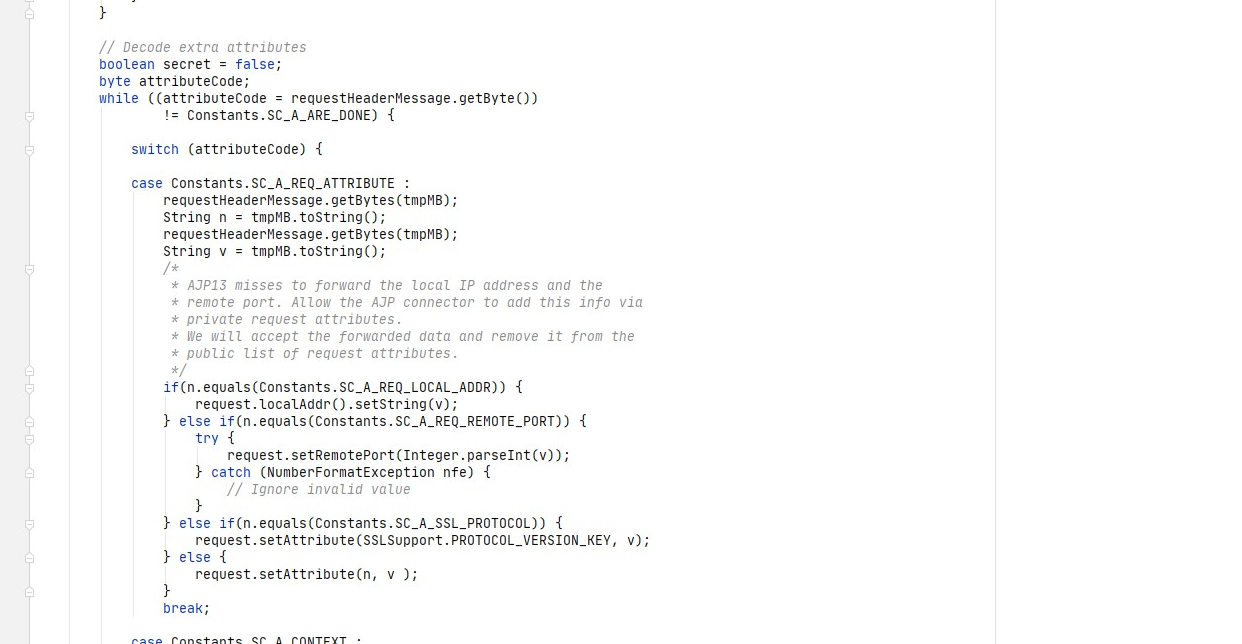 }
// Decode extra attributes
boolean secret = false;
byte attributeCode;
while ((attributeCode = requestHeaderMessage.getByte())
!= Constants.SC_A_ARE_DONE) {
switch (attributeCode) {
case Constants.SC_A_REQ_ATTRIBUTE :
requestHeaderMessage.getBytes(tmpMB);
String n = tmpMB.toString();
requestHeaderMessage.getBytes(tmpMB);
String v = tmpMB.toString();
/*
* AJP13 misses to forward the local IP address and the
* remote port. Allow the AJP connector to add this info via
* private request attributes.
* We will accept the forwarded data and remove it from the
* public list of request attributes.
*/
if(n.equals(Constants.SC_A_REQ_LOCAL_ADDR)) {
request.localAddr().setString(v);
} else if(n.equals(Constants.SC_A_REQ_REMOTE_PORT)) {
try {
request.setRemotePort(Integer.parseInt(v));
} catch (NumberFormatException nfe) {
// Ignore invalid value
}
} else if(n.equals(Constants.SC_A_SSL_PROTOCOL)) {
request.setAttribute(SSLSupport.PROTOCOL_VERSION_KEY, v);
} else {
request.setAttribute(n, v );
}
break;
case Constants.SC_A_CONTEXT :